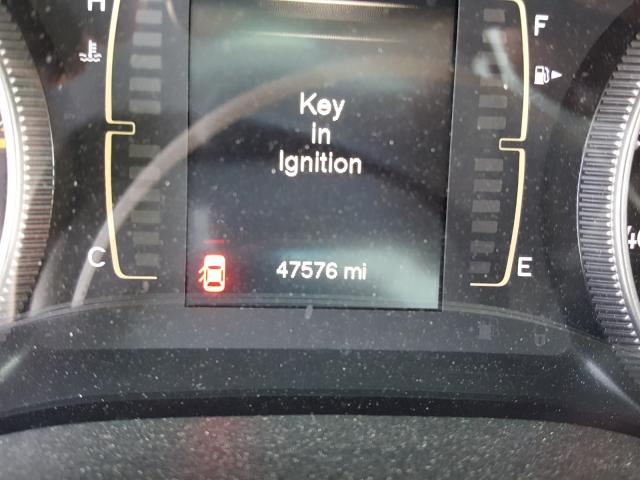 H
F
Key
in
Ignition
C
47576 mi
E